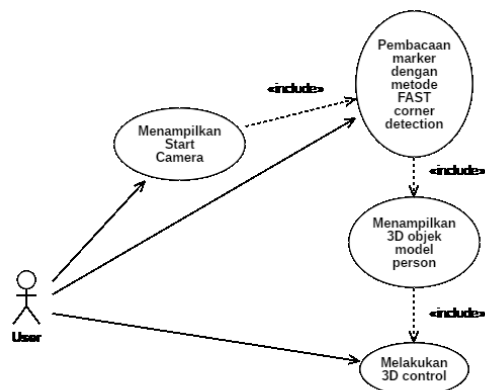 Pembacaan
marker
dengan
metode
FAST
corner
detection
«include»
Menampilkan
Start
Camera
«include»
Menampilkan
3D objek
model
person
«include»
User
Melakukan
3D control